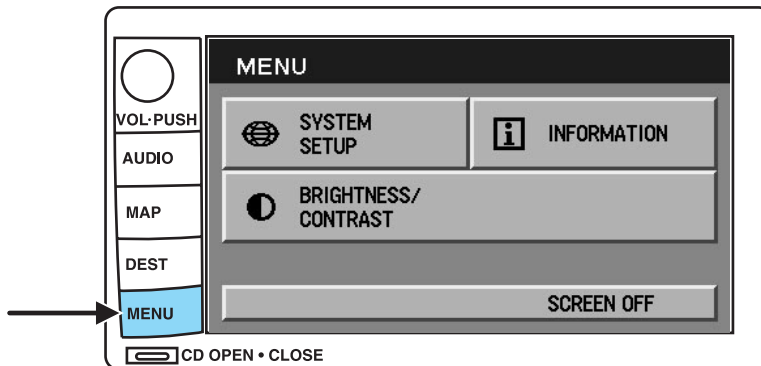 MENU
VOL·PUSH
AUDIO
MAP
DEST
MENU
SYSTEM
SETUP
INFORMATION
BRIGHTNESS/
CONTRAST
SCREEN OFF
CD OPEN • CLOSE